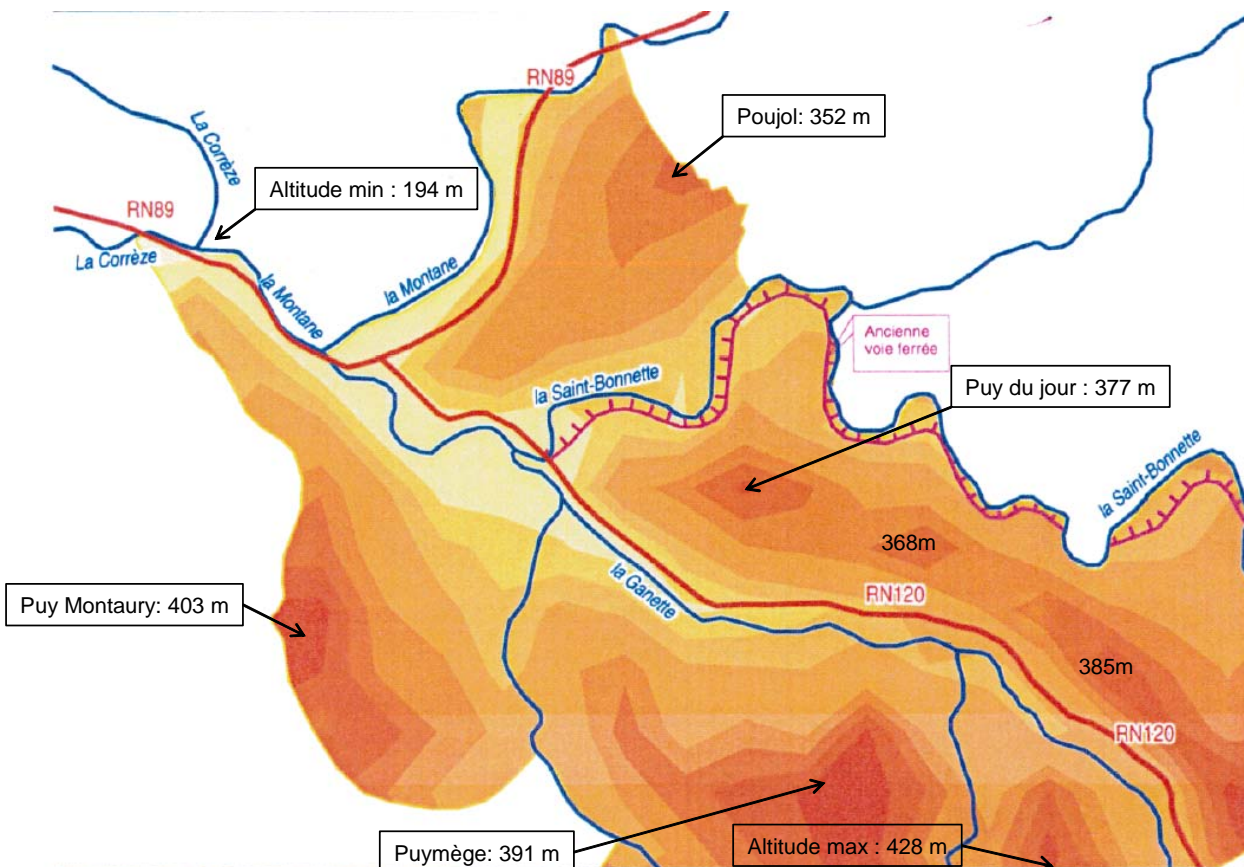 RN89
La Corrèze
Poujol: 352 m
Altitude min : 194 m
RN89
La Corrèze
la Montane
la Montane
Ancienne
voie ferrée
la Saint-Bonnette
Puy du jour : 377 m
la Saint-Bonnette
368m
la Ganette
RN120
Puy Montaury: 403 m
385m
RN120
Puymège: 391 m
Altitude max : 428 m